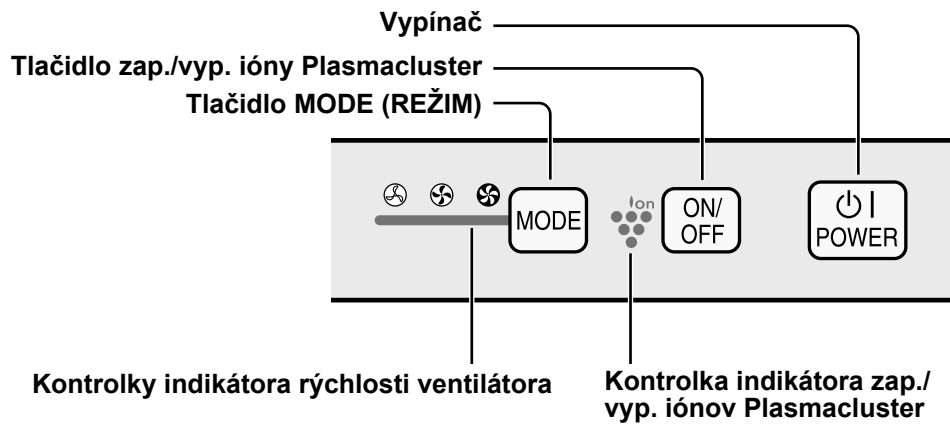 Vypínač
Tlačidlo zap./vyp. ióny Plasmacluster
Tlačidlo MODE (REŽIM)
MODE
ion
ON/
OFF
POWER
Kontrolky indikátora rýchlosti ventilátora
Kontrolka indikátora zap./
vyp. iónov Plasmacluster